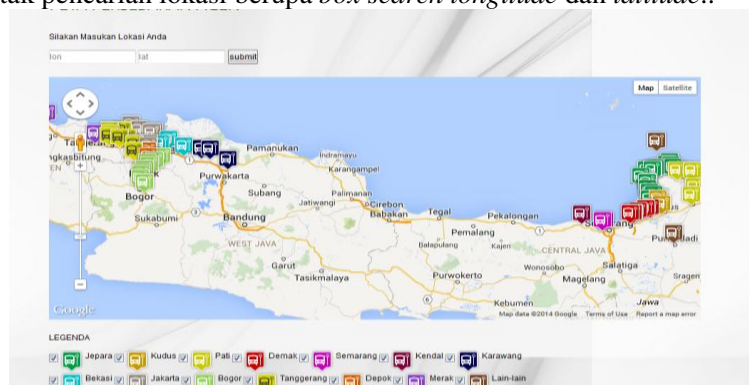 tak pencarian lokasi berupa box search longitude dan latitude..
Silakan Masukan Lokasi Anda
lon lat submit
Map Satellite
Pamanukan
Indramayu
Karangampel
Purwakarta
Subang
Palimanan
Jatiwangi
Cirebon
Bogor
Babakan
Tegal
Pekalongan
Sukabumi
Bandung
Pemalang
Balapulang
Kajen
CENTRAL JAVA
WEST JAVA
Garut
Wonosobo
Salatiga
Tasikmalaya
Purwokerto
Magelang
Sragen
Kebumen
Jawa
Google
Map data ©2014 Google Terms of Use Report a map error
LEGENDA
Jepara Kudus Pati Demak Semarang Kendal Karawang
Bekasi Jakarta Bogor Tanggerang Depok Merak Lain-lain